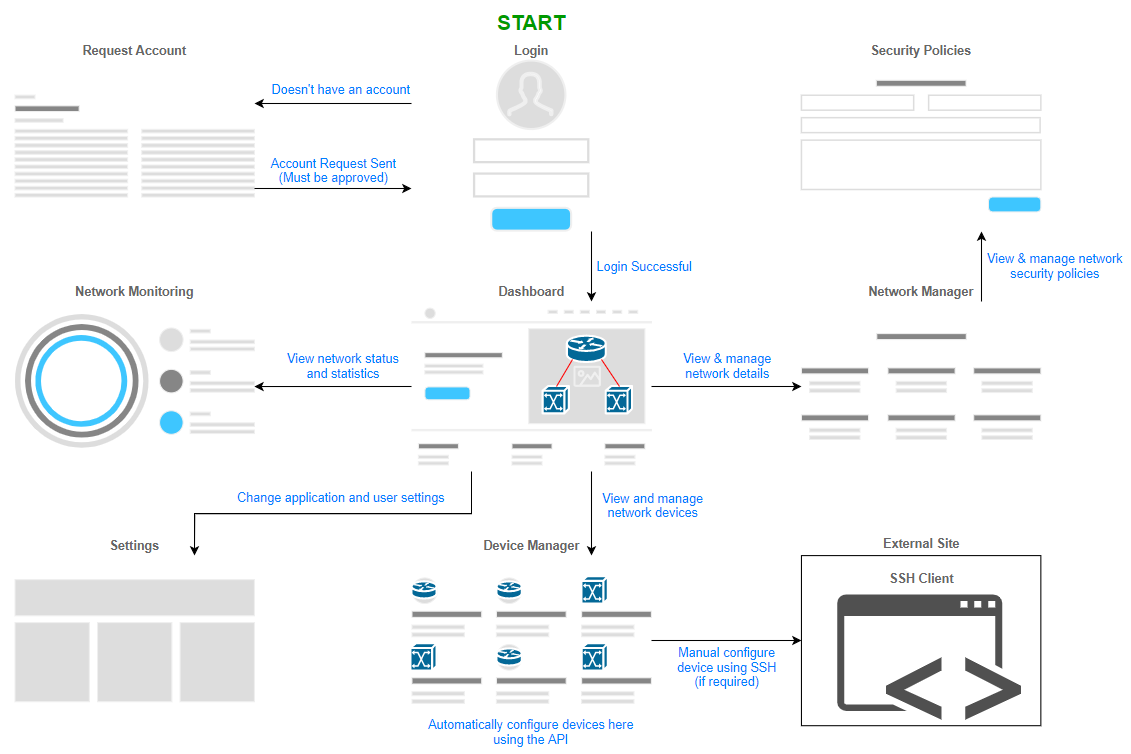 START
Request Account
Login
Security Policies
Doesn't have an account
Account Request Sent
(Must be approved)
Login Successful
View & manage network
security policies
Network Monitoring
Dashboard
Network Manager
View network status
and statistics
View & manage
network details
Change application and user settings
View and manage
network devices
Settings
Device Manager
External Site
SSH Client
Manual configure
device using SSH
(if required)
Automatically configure devices here
using the API